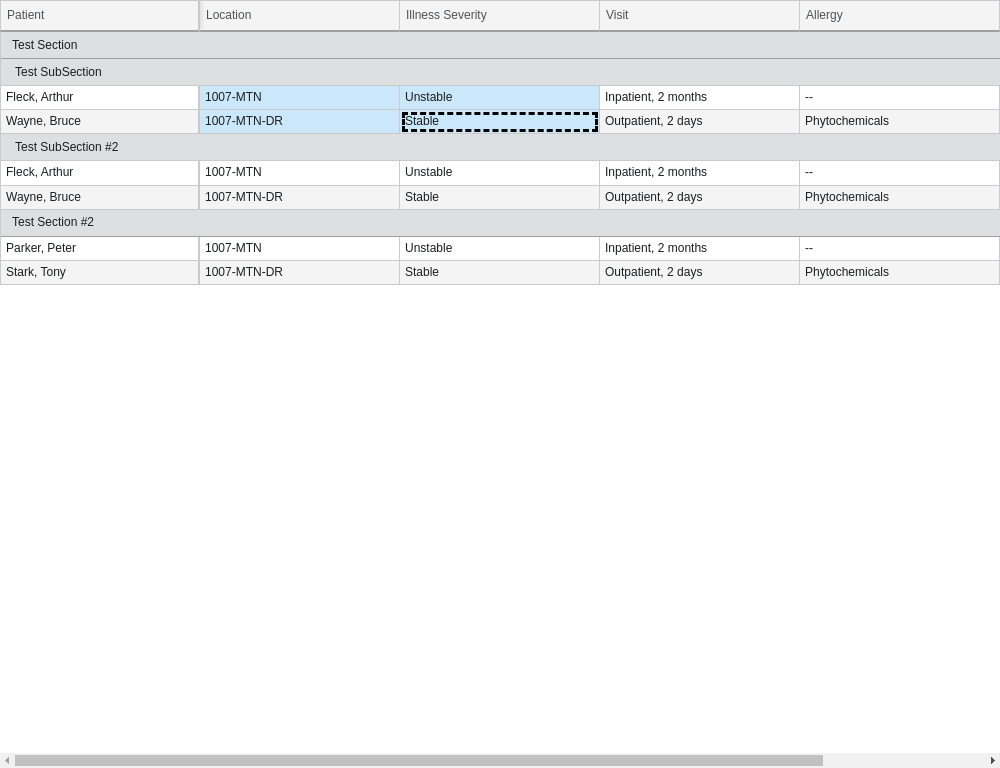 Patient Location Illness Severity Visit Allergy
Test Section
Test SubSection
Fleck, Arthur 1007-MTN Unstable Inpatient, 2 months --
Wayne, Bruce 1007-MTN-DR Stable Outpatient, 2 days Phytochemicals
Test SubSection #2
Fleck, Arthur 1007-MTN Unstable Inpatient, 2 months --
Wayne, Bruce 1007-MTN-DR Stable Outpatient, 2 days Phytochemicals
Test Section #2
Parker, Peter 1007-MTN Unstable Inpatient, 2 months --
Stark, Tony 1007-MTN-DR Stable Outpatient, 2 days Phytochemicals